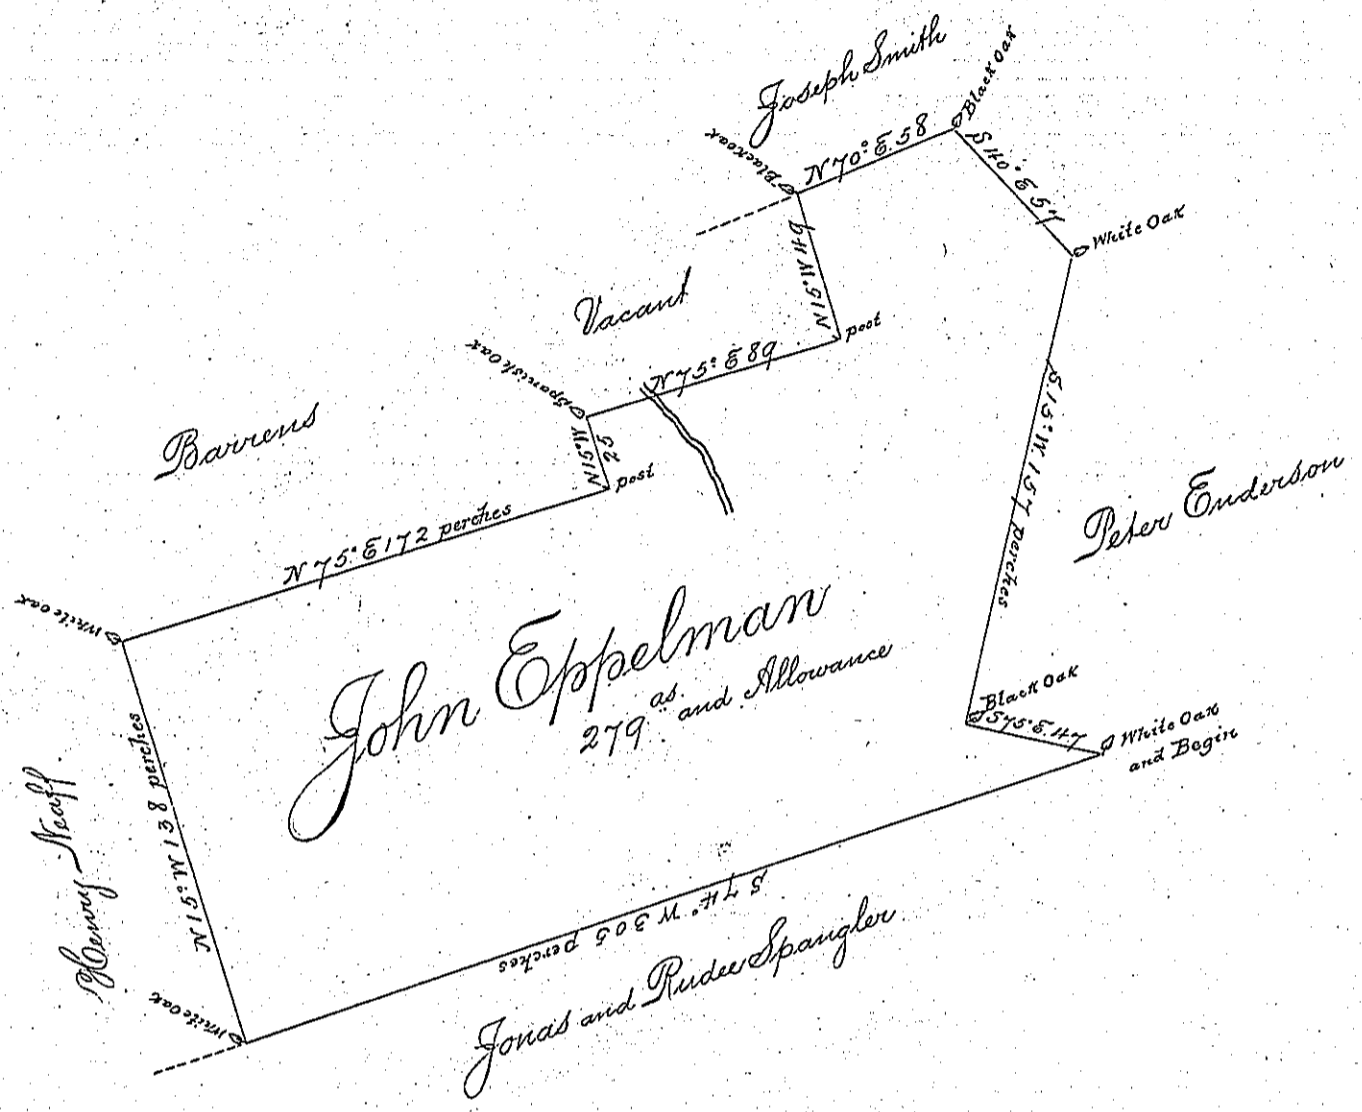 Joseph Smith
Black Oak
Black oak
N 70° E. 58
S 40° E 57
White Oak
N 15° W 49
post
Vacant
N 75° E 89
Spanish oak
N 15 W
25
post
Barrens
N 75° E 172 perches
S. 15° W 157 perches
Peter Enderson
White oak
John Eppelman
279 as. and Allowance
Black Oak
S 75° E. 47
White Oak
and Begin
N 15° W 138 perches
Henry Neaff
S 74° W 305 perches
White oak
Jonas and Rudee Spangler